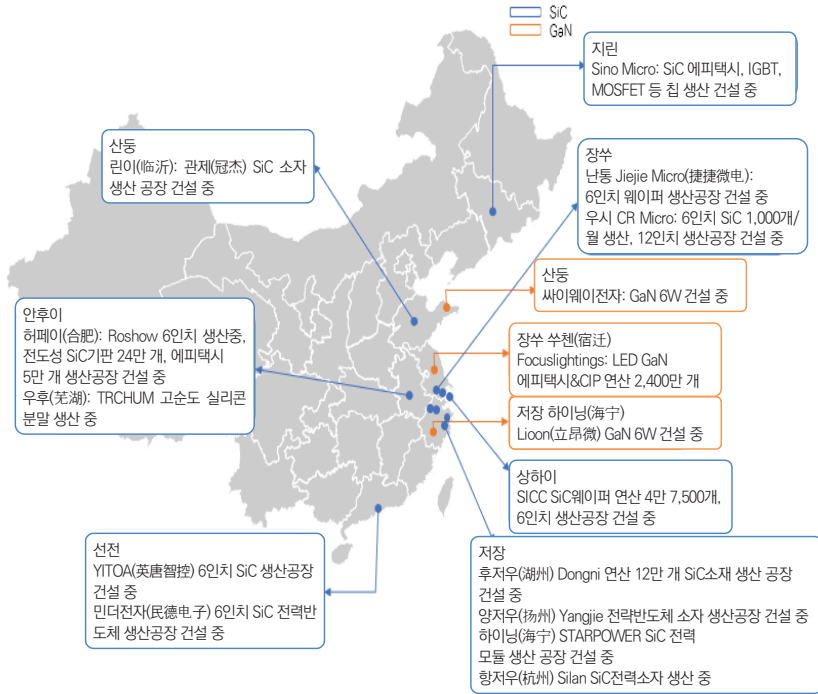 SiC
GaN
지린
Sino Micro: SiC 에피택시, IGBT,
MOSFET 등 칩 생산 건설 중
산둥
린이(临沂): 관제(冠杰) SiC 소자
생산 공장 건설 중
장쑤
난퉁 Jiejie Micro(捷捷微电):
6인치 웨이퍼 생산공장 건설 중
우시 CR Micro: 6인치 SiC 1,000개/
월 생산, 12인치 생산공장 건설 중
산둥
싸이웨이전자: GaN 6W 건설 중
안후이
허페이(合肥): Roshow 6인치 생산중,
전도성 SiC기판 24만 개, 에피택시
5만 개 생산공장 건설 중
우후(芜湖): TRCHUM 고순도 실리콘
분말 생산 중
장쑤 쑤첸(宿迁)
Focuslightings: LED GaN
에피택시&CIP 연산 2,400만 개
저장 하이닝(海宁)
Lioon(立昂微) GaN 6W 건설 중
상하이
SICC SiC웨이퍼 연산 4만 7,500개,
6인치 생산공장 건설 중
선전
YITOA(英唐智控) 6인치 SiC 생산공장
건설 중
민더전자(民德电子) 6인치 SiC 전력반
도체 생산공장 건설 중
저장
후저우(湖州) Dongni 연산 12만 개 SiC소재 생산 공장
건설 중
양저우(扬州) Yangjie 전략반도체 소자 생산공장 건설 중
하이닝(海宁) STARPOWER SiC 전력
모듈 생산 공장 건설 중
항저우(杭州) Silan SiC전력소자 생산 중